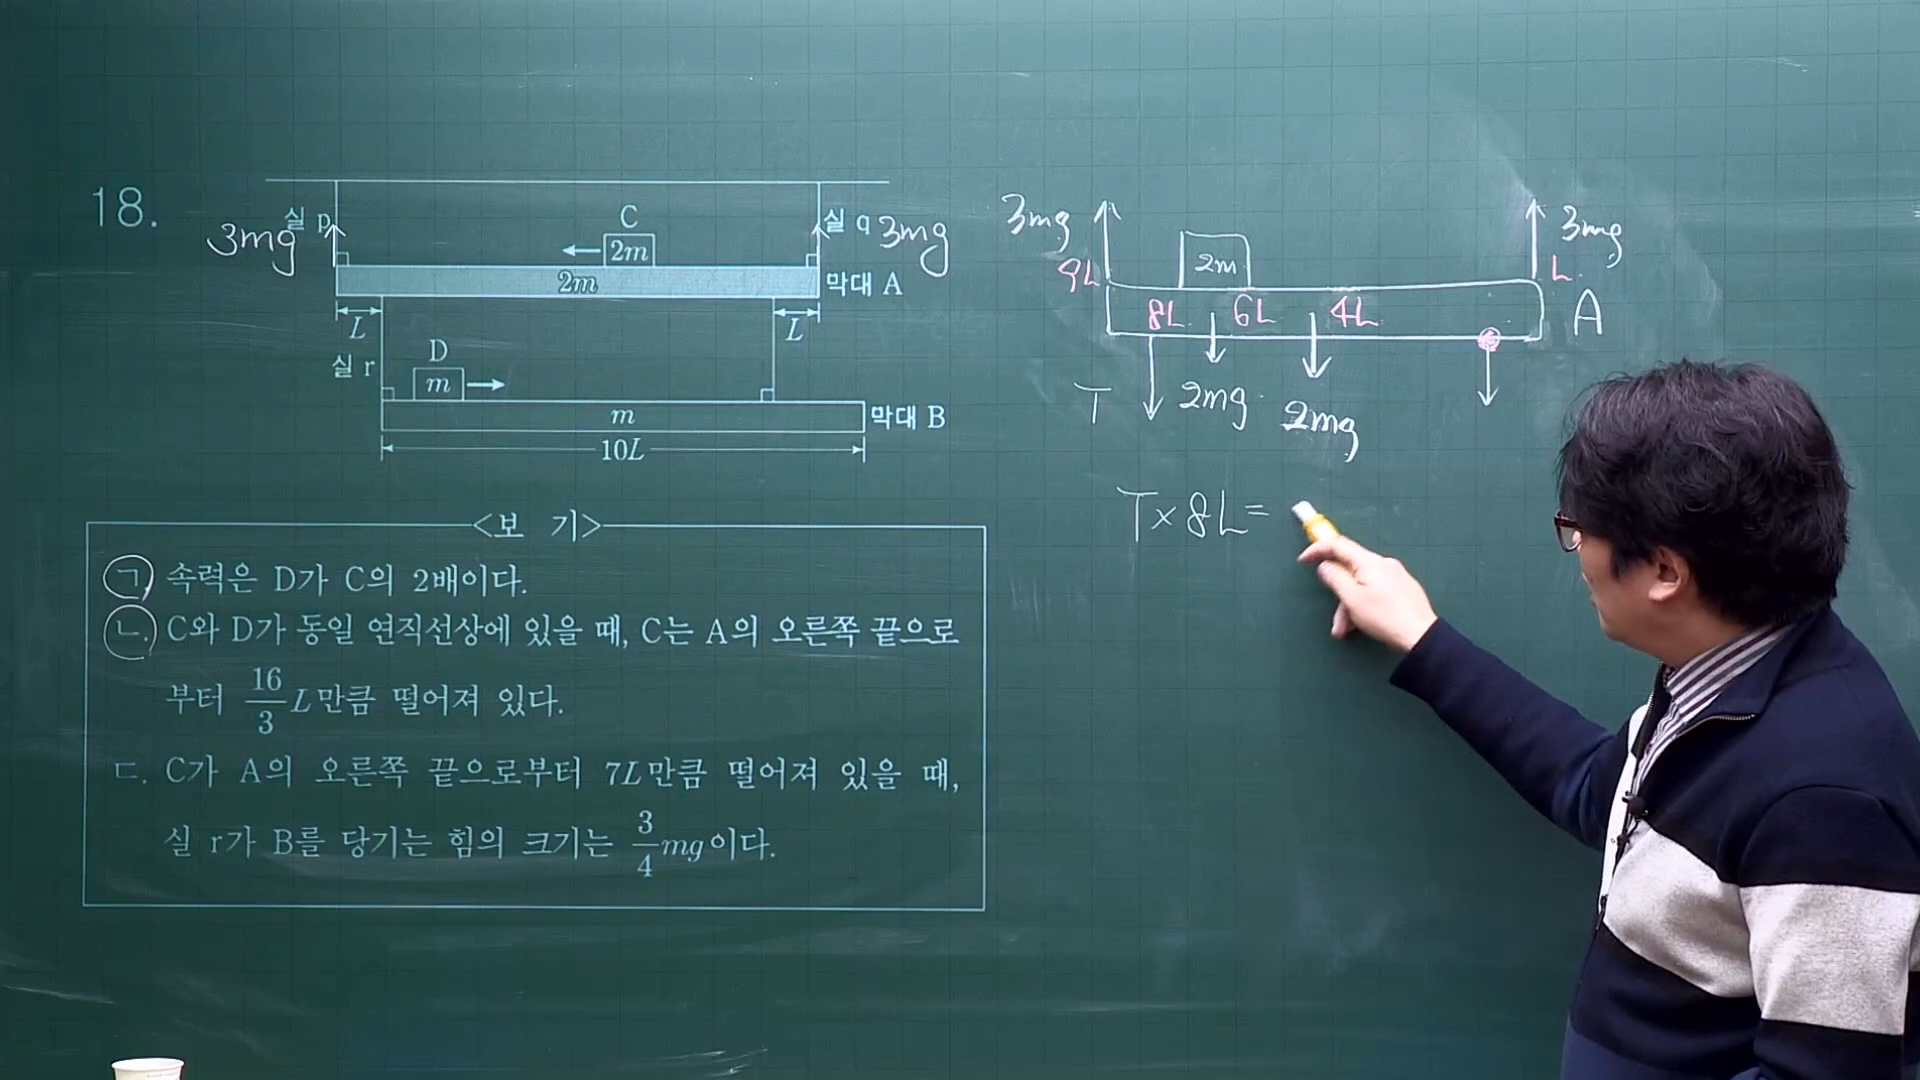 18.
실 p
3mg
C
2m
실 q
3mg
2m
막대 A
L
L
실 r
D
m
m
막대 B
10L
<보 기>
ㄱ. 속력은 D가 C의 2배이다.
ㄴ. C와 D가 동일 연직선상에 있을 때, C는 A의 오른쪽 끝으로
부터 16/3 L만큼 떨어져 있다.
ㄷ. C가 A의 오른쪽 끝으로부터 7L만큼 떨어져 있을 때,
실 r가 B를 당기는 힘의 크기는 3/4 mg이다.
3mg
3mg
2m
9L
L
8L 6L 4L
A
T
2mg
2mg
T×8L=